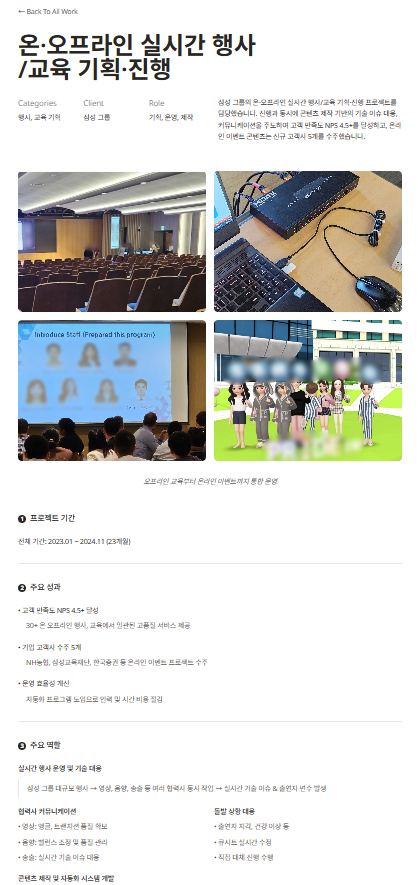 ← Back To All Work
온·오프라인 실시간 행사
/교육 기획·진행
Categories
행사, 교육 기획
Client
삼성 그룹
Role
기획, 운영, 제작
삼성 그룹의 온·오프라인 실시간 행사/교육 기획·진행 프로젝트를
담당했습니다. 진행과 동시에 콘텐츠 제작 기반의 기술 이슈 대응,
커뮤니케이션을 주도하여 고객 만족도 NPS 4.5+를 달성하고, 온라
인 이벤트 콘텐츠는 신규 고객사 5개를 수주했습니다.
Introduce Staff (Prepared this program)
오프라인 교육부터 온라인 이벤트까지 통합 운영
1 프로젝트 기간
전체 기간: 2023.01 ~ 2024.11 (23개월)
2 주요 성과
• 고객 만족도 NPS 4.5+ 달성
30+ 온·오프라인 행사, 교육에서 일관된 고품질 서비스 제공
• 기업 고객사 수주 5개
NH농협, 삼성교육재단, 한국증권 등 온라인 이벤트 프로젝트 수주
• 운영 효율성 개선
자동화 프로그램 도입으로 인력 및 시간 비용 절감
3 주요 역할
실시간 행사 운영 및 기술 대응
삼성 그룹 대규모 행사 → 영상, 음향, 송출 등 여러 협력사 동시 작업 → 실시간 기술 이슈 & 출연자 변수 발생
협력사 커뮤니케이션
• 영상: 앵글, 트랜지션 품질 확보
• 음향: 밸런스 조정 및 품질 관리
• 송출: 실시간 기술 이슈 대응
돌발 상황 대응
• 출연자 지각, 건강 이상 등
• 큐시트 실시간 수정
• 직접 대체 진행 수행
콘텐츠 제작 및 자동화 시스템 개발